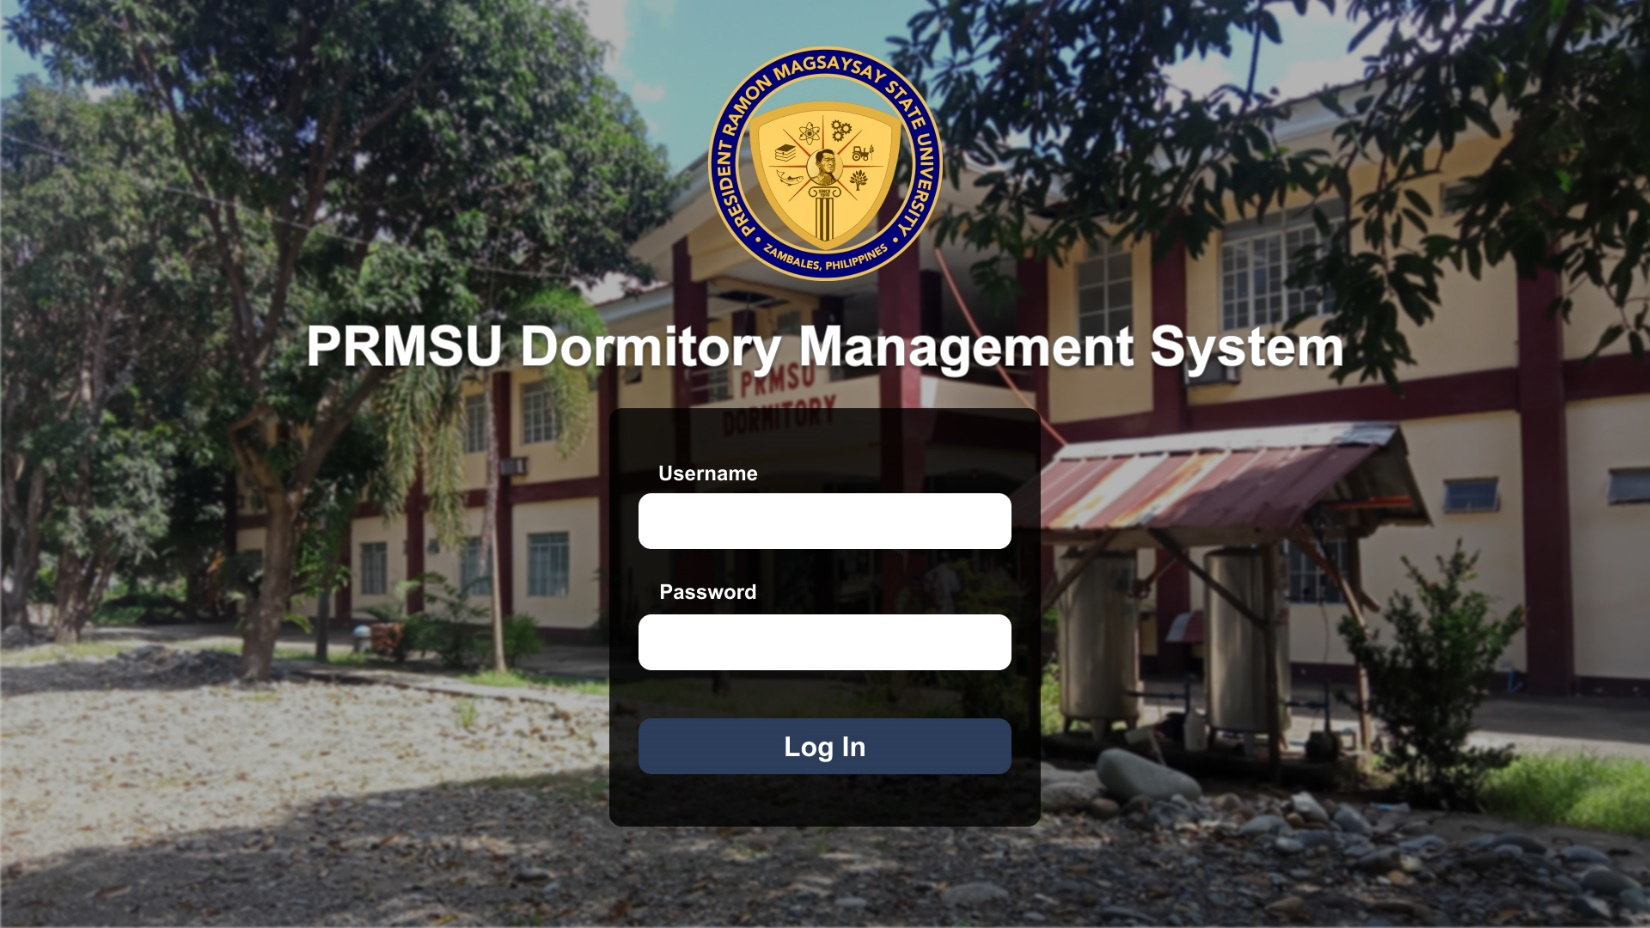 PRESIDENT RAMON MAGSAYSAY STATE UNIVERSITY
ZAMBALES, PHILIPPINES
PRMSU Dormitory Management System
PRMSU
DORMITORY
Username
Password
Log In